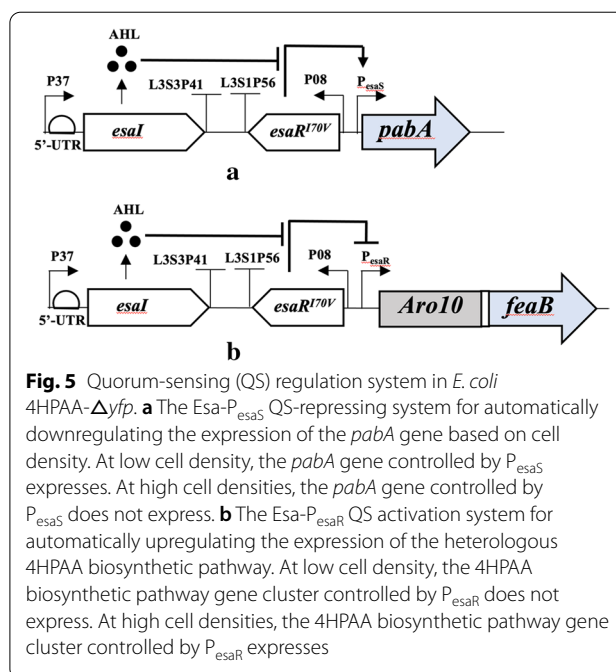 AHL
P37
L3S3P41
L3S1P56
P08
PesaS
5'-UTR
esaI
esaR^I70V
pabA
a
AHL
P37
L3S3P41
L3S1P56
P08
PesaR
5'-UTR
esaI
esaR^I70V
Aro10
feaB
b
Fig. 5 Quorum-sensing (QS) regulation system in E. coli
4HPAA-Δyfp. a The Esa-PesaS QS-repressing system for automatically
downregulating the expression of the pabA gene based on cell
density. At low cell density, the pabA gene controlled by PesaS
expresses. At high cell densities, the pabA gene controlled by
PesaS does not express. b The Esa-PesaR QS activation system for
automatically upregulating the expression of the heterologous
4HPAA biosynthetic pathway. At low cell density, the 4HPAA
biosynthetic pathway gene cluster controlled by PesaR does not
express. At high cell densities, the 4HPAA biosynthetic pathway gene
cluster controlled by PesaR expresses